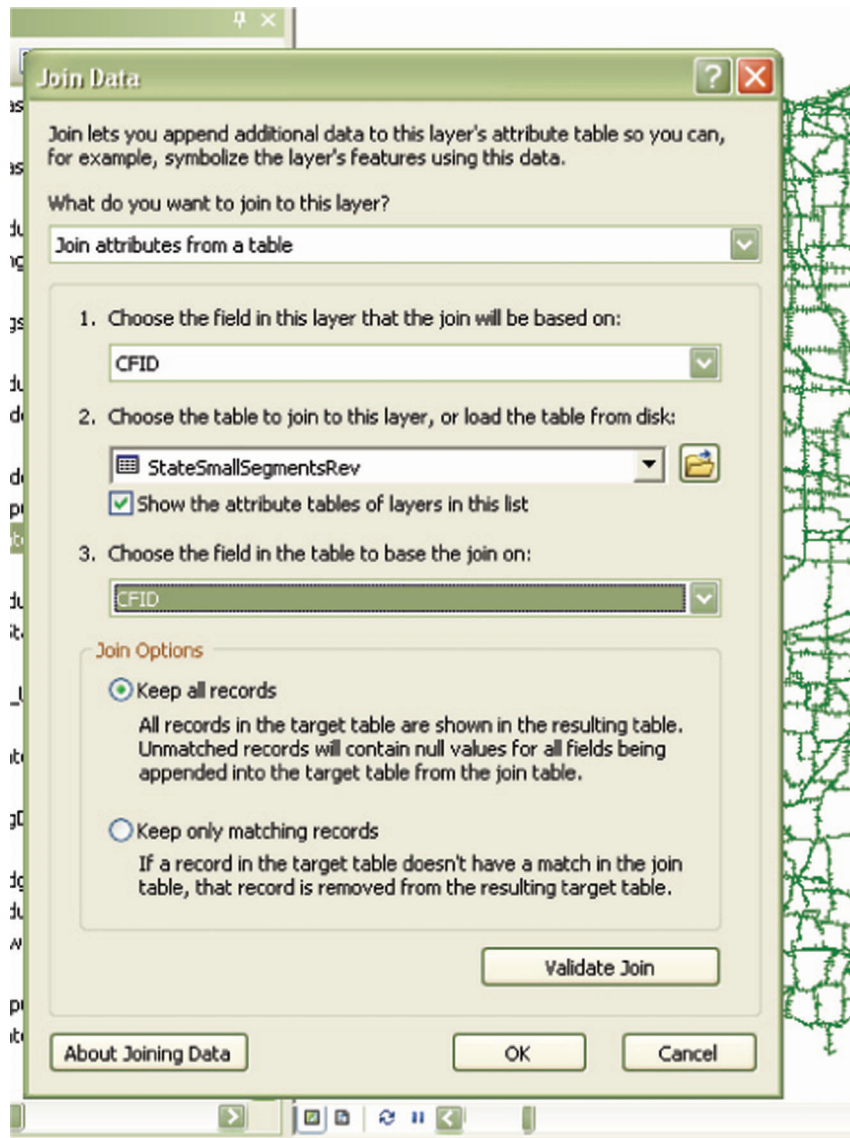 Join Data
Join lets you append additional data to this layer's attribute table so you can,
for example, symbolize the layer's features using this data.
What do you want to join to this layer?
Join attributes from a table
1. Choose the field in this layer that the join will be based on:
CFID
2. Choose the table to join to this layer, or load the table from disk:
StateSmallSegmentsRev
Show the attribute tables of layers in this list
3. Choose the field in the table to base the join on:
CFID
Join Options
Keep all records
All records in the target table are shown in the resulting table.
Unmatched records will contain null values for all fields being
appended into the target table from the join table.
Keep only matching records
If a record in the target table doesn't have a match in the join
table, that record is removed from the resulting target table.
Validate Join
About Joining Data
OK
Cancel